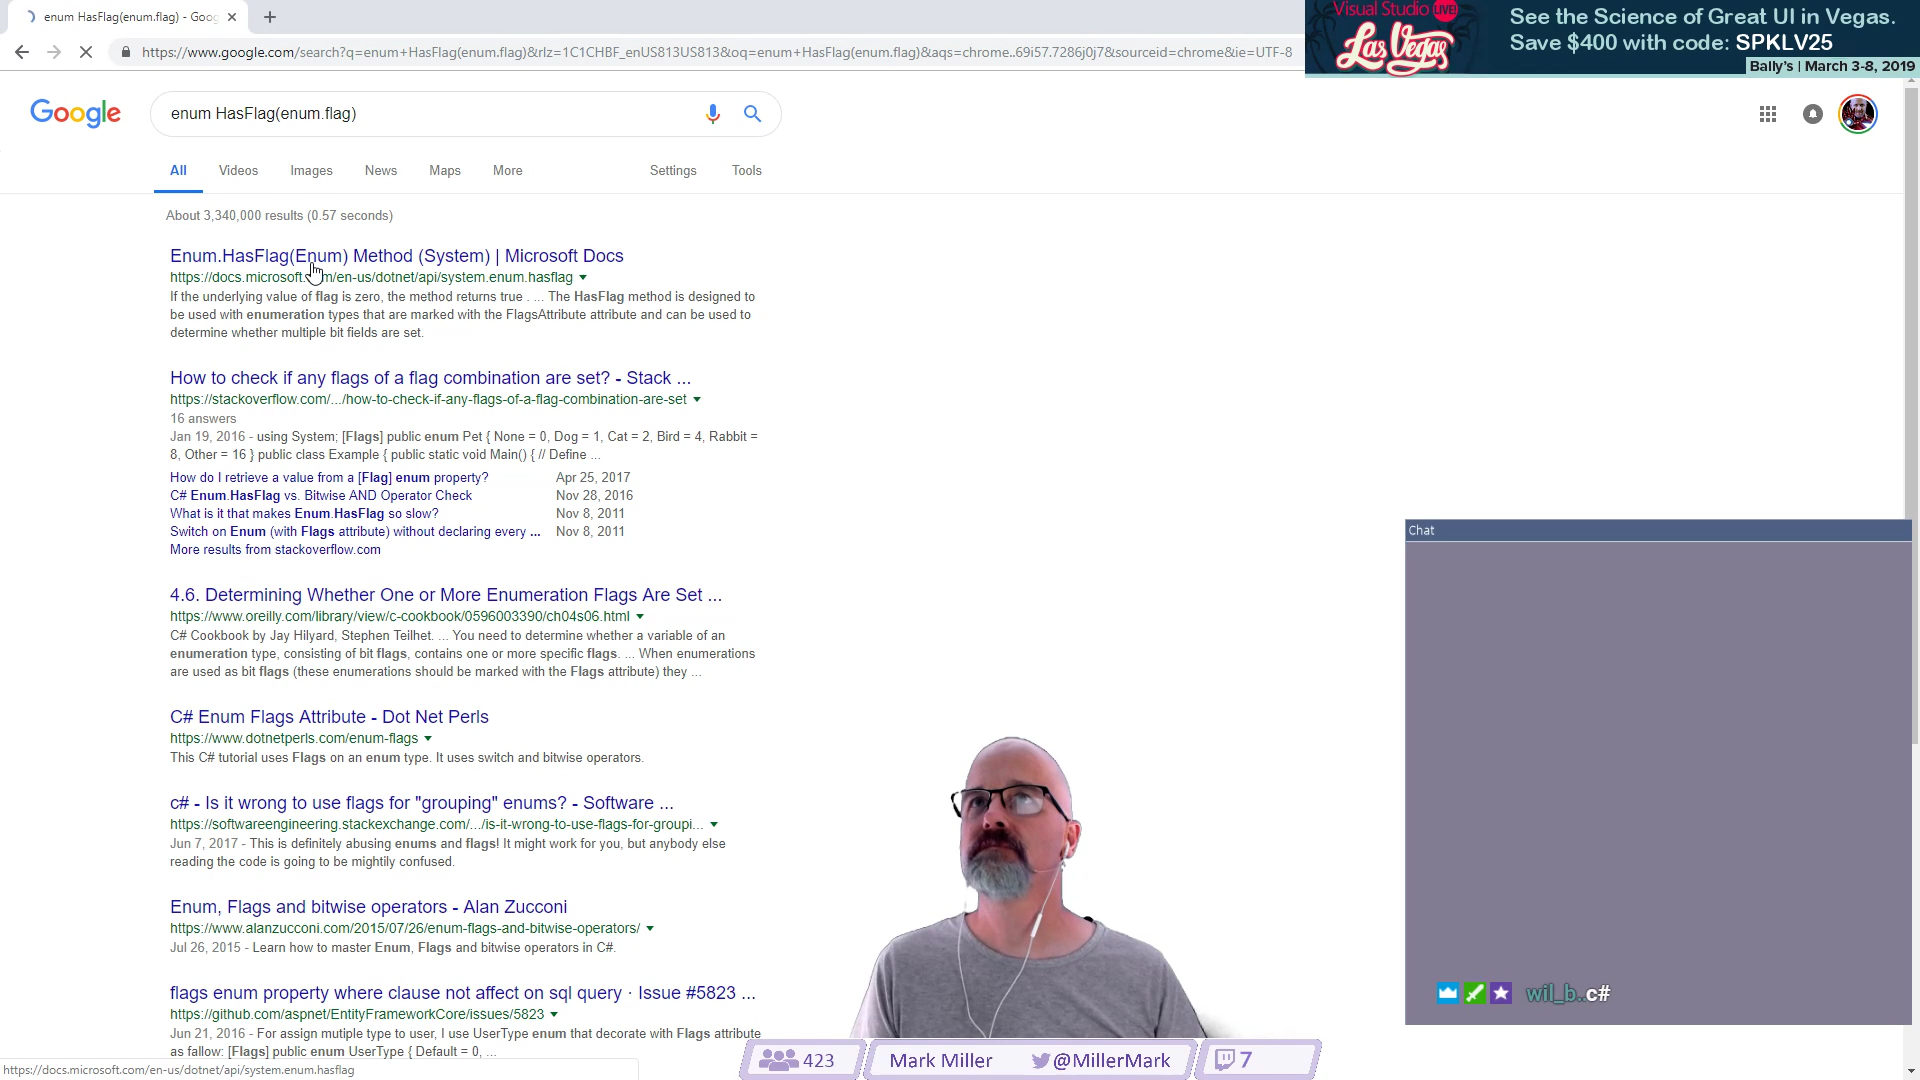 enum HasFlag(enum.flag) - Goo
https://www.google.com/search?q=enum+HasFlag(enum.flag)&rlz=1C1CHBF_enUS813US813&oq=enum+HasFlag(enum.flag)&aqs=chrome..69i57.7286j0j7&sourceid=chrome&ie=UTF-8
Visual Studio LIVE!
Las Vegas
See the Science of Great UI in Vegas.
Save $400 with code: SPKLV25
Bally's | March 3-8, 2019
Google
enum HasFlag(enum.flag)
All Videos Images News Maps More Settings Tools
About 3,340,000 results (0.57 seconds)
Enum.HasFlag(Enum) Method (System) | Microsoft Docs
https://docs.microsoft. m/en-us/dotnet/api/system.enum.hasflag
If the underlying value of flag is zero, the method returns true . ... The HasFlag method is designed to
be used with enumeration types that are marked with the FlagsAttribute attribute and can be used to
determine whether multiple bit fields are set.
How to check if any flags of a flag combination are set? - Stack ...
https://stackoverflow.com/.../how-to-check-if-any-flags-of-a-flag-combination-are-set
16 answers
Jan 19, 2016 - using System; [Flags] public enum Pet { None = 0, Dog = 1, Cat = 2, Bird = 4, Rabbit =
8, Other = 16 } public class Example { public static void Main() { // Define ...
How do I retrieve a value from a [Flag] enum property? Apr 25, 2017
C# Enum.HasFlag vs. Bitwise AND Operator Check Nov 28, 2016
What is it that makes Enum.HasFlag so slow? Nov 8, 2011
Switch on Enum (with Flags attribute) without declaring every ... Nov 8, 2011
More results from stackoverflow.com
4.6. Determining Whether One or More Enumeration Flags Are Set ...
https://www.oreilly.com/library/view/c-cookbook/0596003390/ch04s06.html
C# Cookbook by Jay Hilyard, Stephen Teilhet. ... You need to determine whether a variable of an
enumeration type, consisting of bit flags, contains one or more specific flags. ... When enumerations
are used as bit flags (these enumerations should be marked with the Flags attribute) they ...
C# Enum Flags Attribute - Dot Net Perls
https://www.dotnetperls.com/enum-flags
This C# tutorial uses Flags on an enum type. It uses switch and bitwise operators.
c# - Is it wrong to use flags for "grouping" enums? - Software ...
https://softwareengineering.stackexchange.com/.../is-it-wrong-to-use-flags-for-groupi...
Jun 7, 2017 - This is definitely abusing enums and flags! It might work for you, but anybody else
reading the code is going to be mightily confused.
Enum, Flags and bitwise operators - Alan Zucconi
https://www.alanzucconi.com/2015/07/26/enum-flags-and-bitwise-operators/
Jul 26, 2015 - Learn how to master Enum, Flags and bitwise operators in C#.
flags enum property where clause not affect on sql query · Issue #5823 ...
https://github.com/aspnet/EntityFrameworkCore/issues/5823
Jun 21, 2016 - For assign mutiple type to user, I use UserType enum that decorate with Flags attribute
as fallow: [Flags] public enum UserType { Default = 0, ...
https://docs.microsoft.com/en-us/dotnet/api/system.enum.hasflag
Chat
wil_b..c#
423
Mark Miller
@MillerMark
7